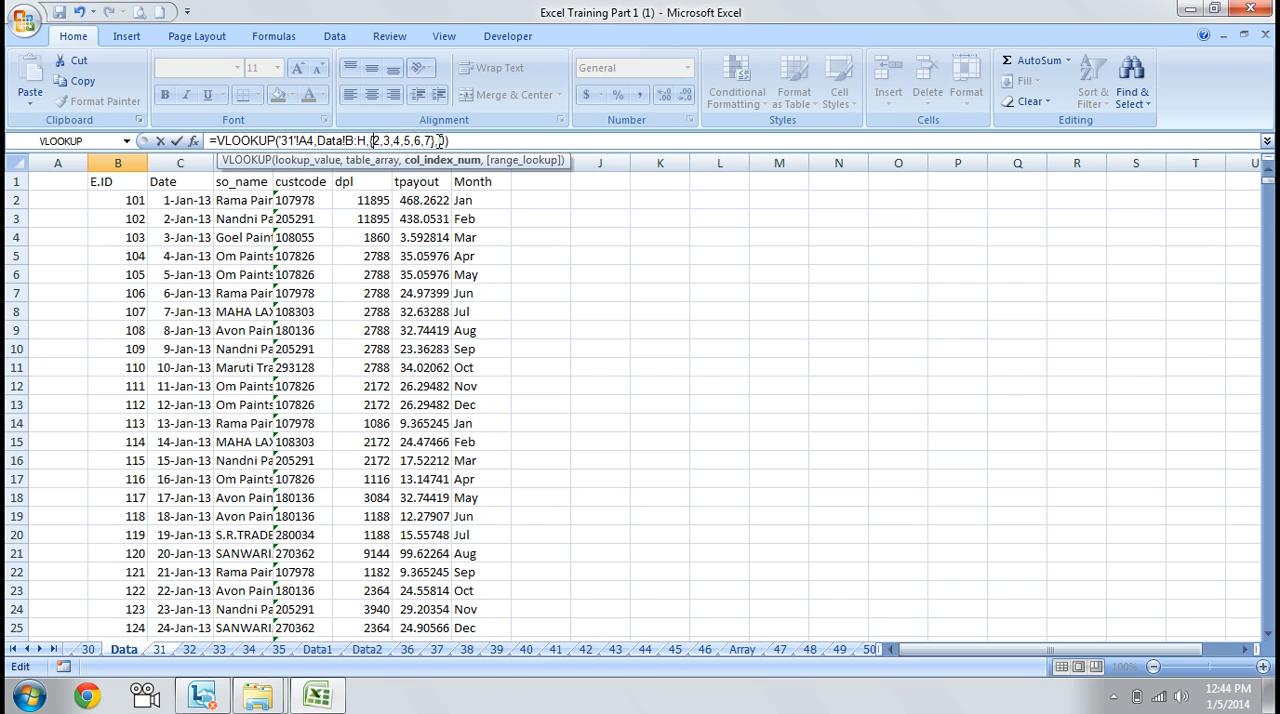 Excel Training Part 1 (1) - Microsoft Excel
Home Insert Page Layout Formulas Data Review View Developer
Paste Cut Copy Format Painter
11
Wrap Text Merge & Center
General
$ % ,
Conditional Formatting Format as Table Cell Styles
Insert Delete Format
Σ AutoSum Fill Clear
Sort & Filter Find & Select
Clipboard Font Alignment Number Styles Cells Editing
VLOOKUP =VLOOKUP('31'!A4,Data!B:H,{2,3,4,5,6,7},0)
VLOOKUP(lookup_value, table_array, col_index_num, [range_lookup])
A B C J K L M N O P Q R S T U
1 E.ID Date so_name custcode dpl tpayout Month
2 101 1-Jan-13 Rama Pair 107978 11895 468.2622 Jan
3 102 2-Jan-13 Nandni Pa 205291 11895 438.0531 Feb
4 103 3-Jan-13 Goel Paint 108055 1860 3.592814 Mar
5 104 4-Jan-13 Om Paints 107826 2788 35.05976 Apr
6 105 5-Jan-13 Om Paints 107826 2788 35.05976 May
7 106 6-Jan-13 Rama Pair 107978 2788 24.97399 Jun
8 107 7-Jan-13 MAHA LAX 108303 2788 32.63288 Jul
9 108 8-Jan-13 Avon Pain 180136 2788 32.74419 Aug
10 109 9-Jan-13 Nandni Pa 205291 2788 23.36283 Sep
11 110 10-Jan-13 Maruti Tra 293128 2788 34.02062 Oct
12 111 11-Jan-13 Om Paints 107826 2172 26.29482 Nov
13 112 12-Jan-13 Om Paints 107826 2172 26.29482 Dec
14 113 13-Jan-13 Rama Pair 107978 1086 9.365245 Jan
15 114 14-Jan-13 MAHA LAX 108303 2172 24.47466 Feb
16 115 15-Jan-13 Nandni Pa 205291 2172 17.52212 Mar
17 116 16-Jan-13 Om Paints 107826 1116 13.14741 Apr
18 117 17-Jan-13 Avon Pain 180136 3084 32.74419 May
19 118 18-Jan-13 Avon Pain 180136 1188 12.27907 Jun
20 119 19-Jan-13 S.R.TRADE 280034 1188 15.55748 Jul
21 120 20-Jan-13 SANWARI 270362 9144 99.62264 Aug
22 121 21-Jan-13 Rama Pair 107978 1182 9.365245 Sep
23 122 22-Jan-13 Avon Pain 180136 2364 24.55814 Oct
24 123 23-Jan-13 Nandni Pa 205291 3940 29.20354 Nov
25 124 24-Jan-13 SANWARI 270362 2364 24.90566 Dec
30 Data 31 32 33 34 35 Data1 Data2 36 37 38 39 40 41 42 43 44 45 46 Array 47 48 49 50
Edit 100%
12:44 PM
1/5/2014